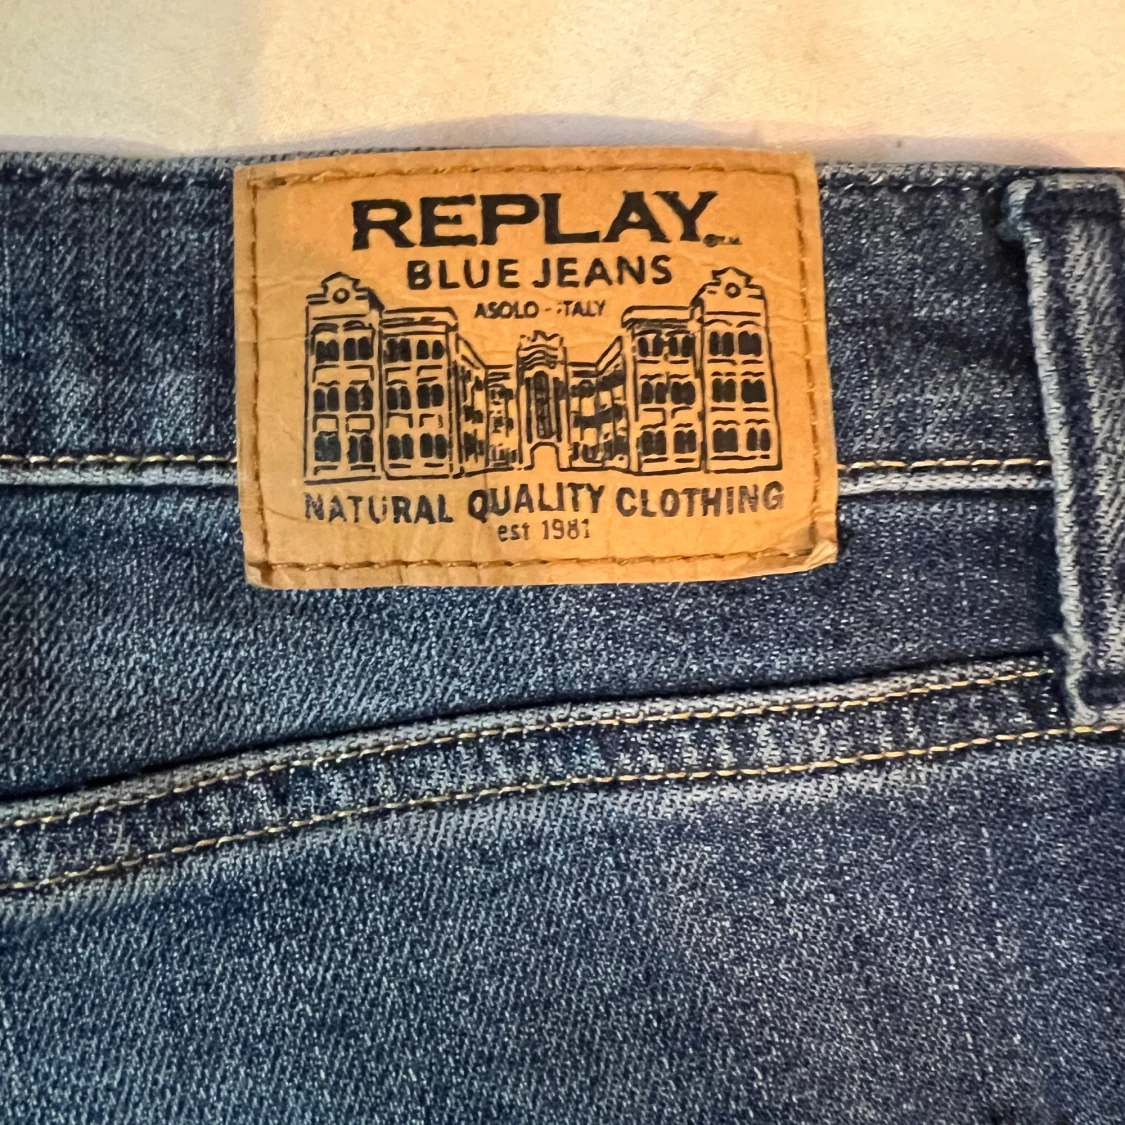 REPLAY
BLUE JEANS
ASOLO - ITALY
NATURAL QUALITY CLOTHING
est 1981